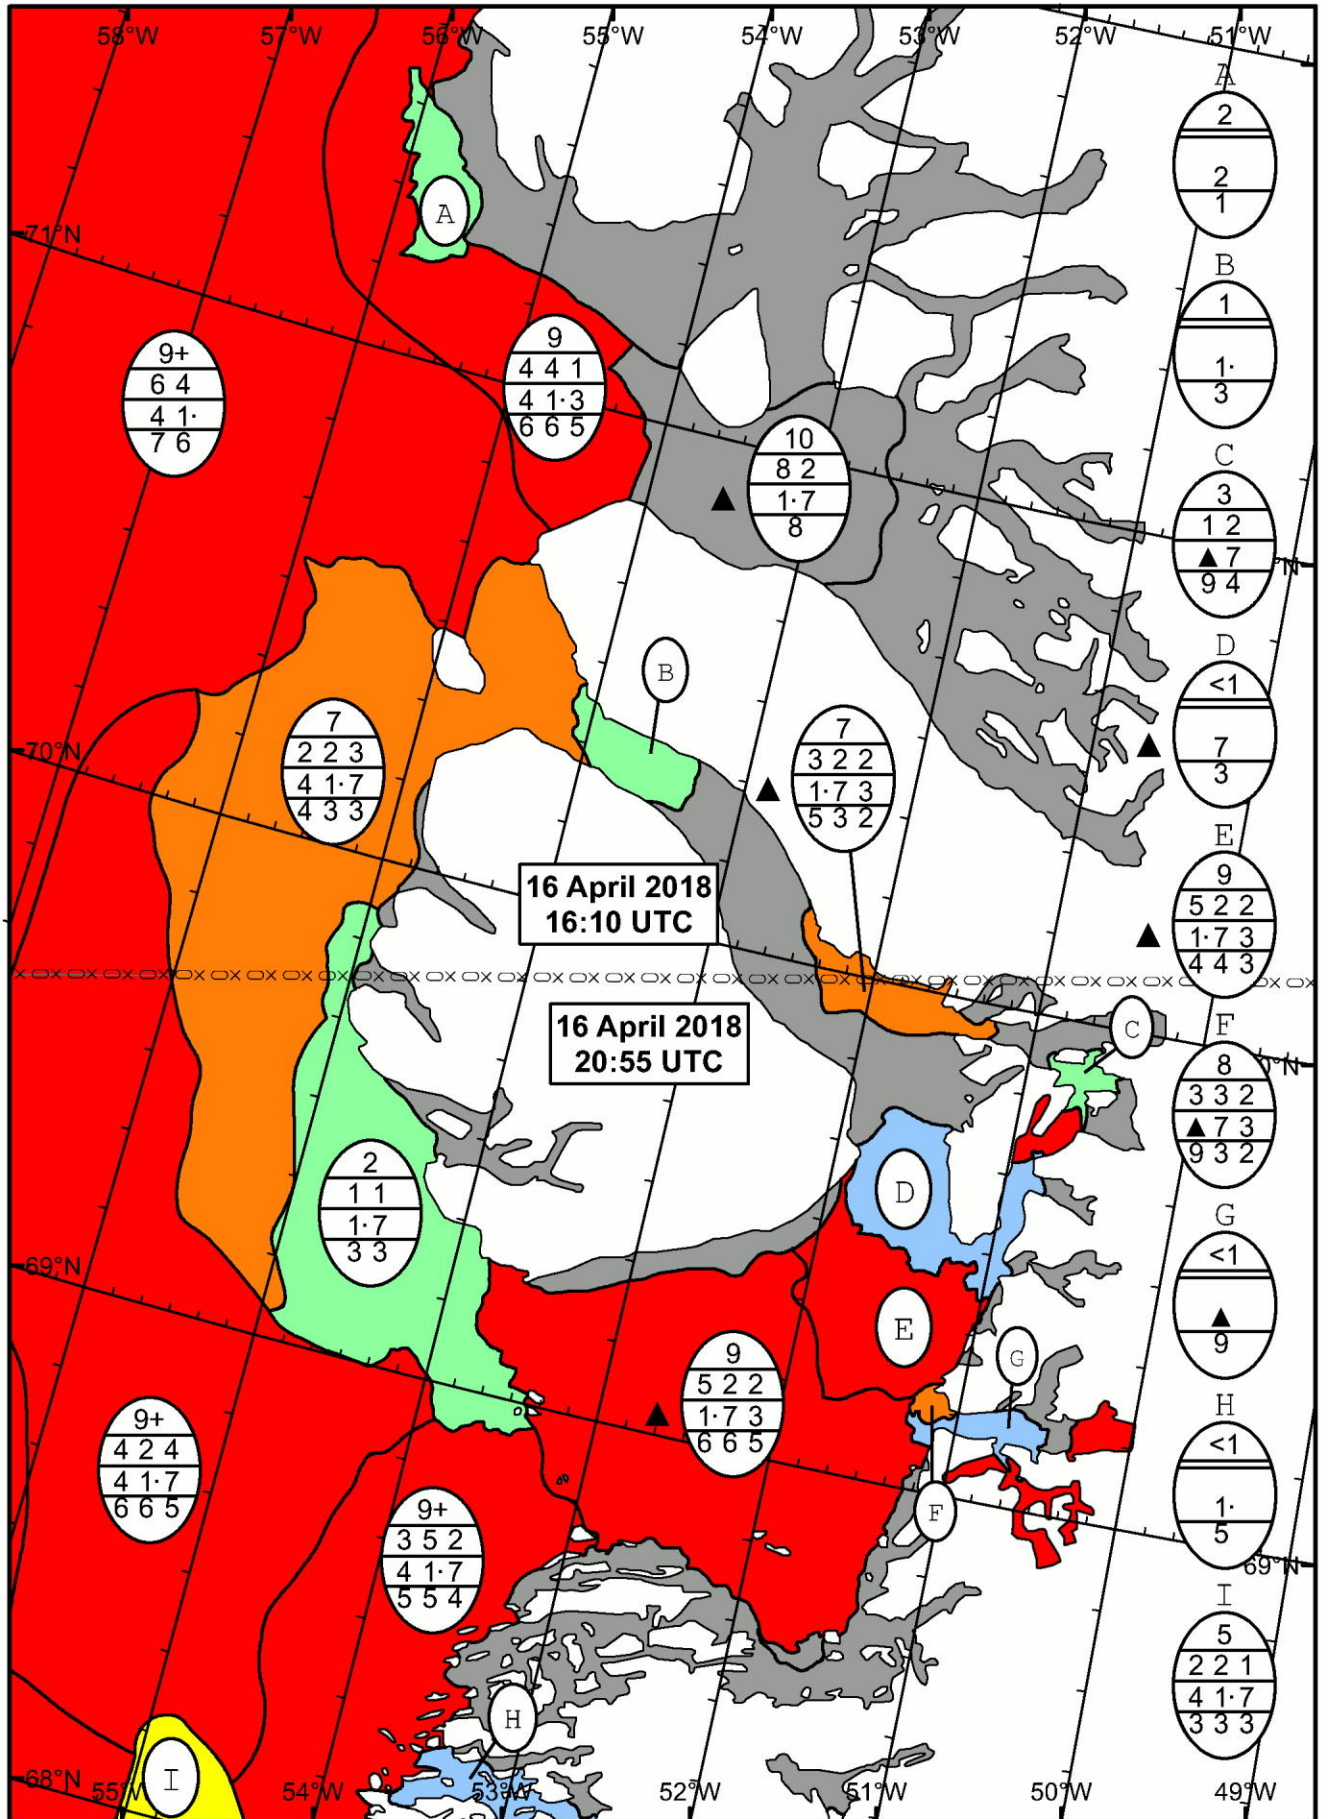 58°W 57°W 56°W 55°W 54°W 53°W 52°W 51°W
A
2
2
1
A
71°N
B
1
1·
3
9+
6 4
4 1·
7 6
9
4 4 1
4 1·3
6 6 5
10
8 2
1·7
8
C
3
1 2
▲7
9 4
N
B
D
<1
7
3
70°N
7
2 2 3
4 1·7
4 3 3
7
3 2 2
1·7 3
5 3 2
16 April 2018
16:10 UTC
E
9
5 2 2
1·7 3
4 4 3
16 April 2018
20:55 UTC
C
F
8
3 3 2
▲7 3
9 3 2
0°N
2
1 1
1·7
3 3
D
G
<1
▲
9
69°N
E
G
9
5 2 2
1·7 3
6 6 5
9+
4 2 4
4 1·7
6 6 5
9+
3 5 2
4 1·7
5 5 4
F
H
<1
1·
5
69°N
H
I
5
2 2 1
4 1·7
3 3 3
I
68°N 55°W 54°W 53°W 52°W 51°W 50°W 49°W